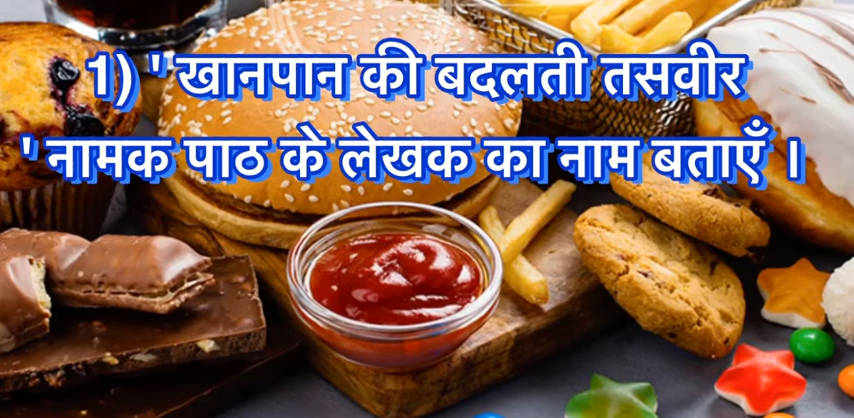 1) ' खानपान की बदलती तसवीर
' नामक पाठ के लेखक का नाम बताएँ ।